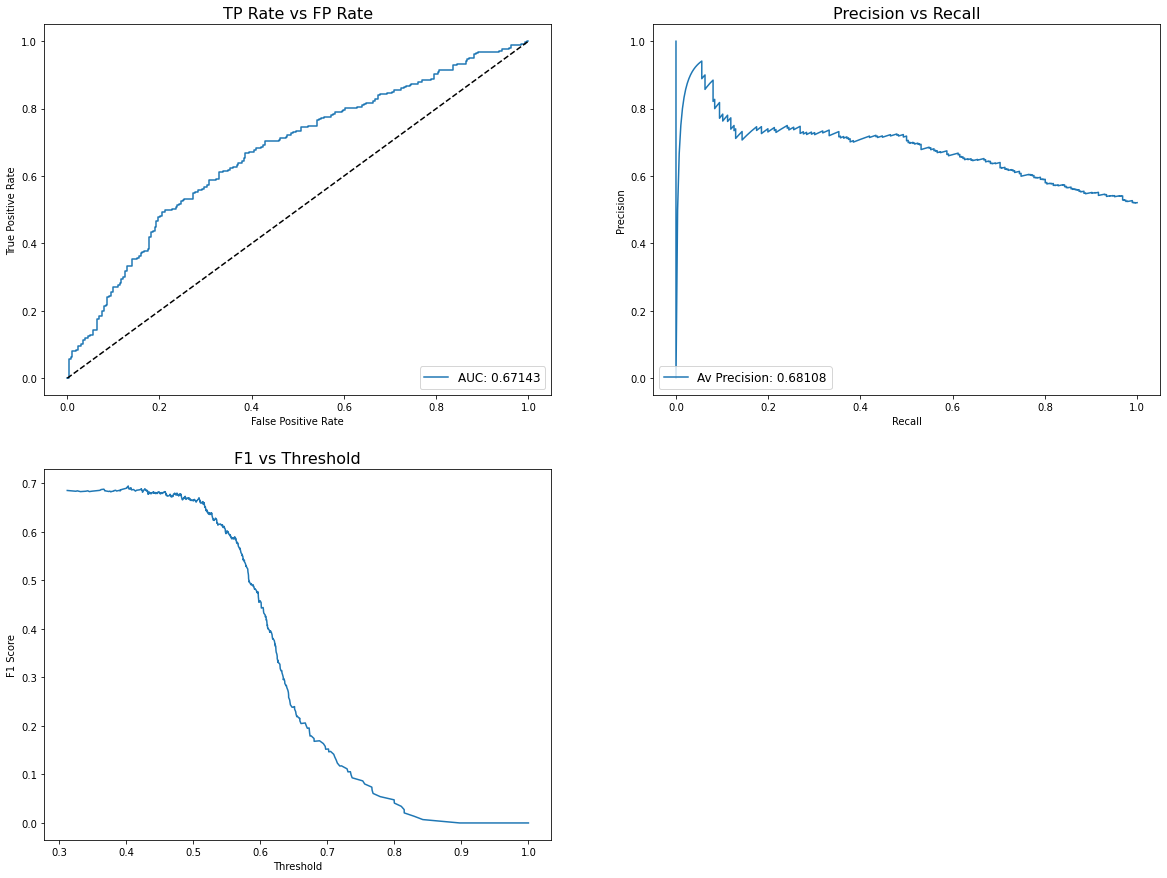 TP Rate vs FP Rate
True Positive Rate
1.0
0.8
0.6
0.4
0.2
0.0
AUC: 0.67143
0.0 0.2 0.4 0.6 0.8 1.0
False Positive Rate
Precision vs Recall
Precision
1.0
0.8
0.6
0.4
0.2
0.0
Av Precision: 0.68108
0.0 0.2 0.4 0.6 0.8 1.0
Recall
F1 vs Threshold
F1 Score
0.7
0.6
0.5
0.4
0.3
0.2
0.1
0.0
0.3 0.4 0.5 0.6 0.7 0.8 0.9 1.0
Threshold